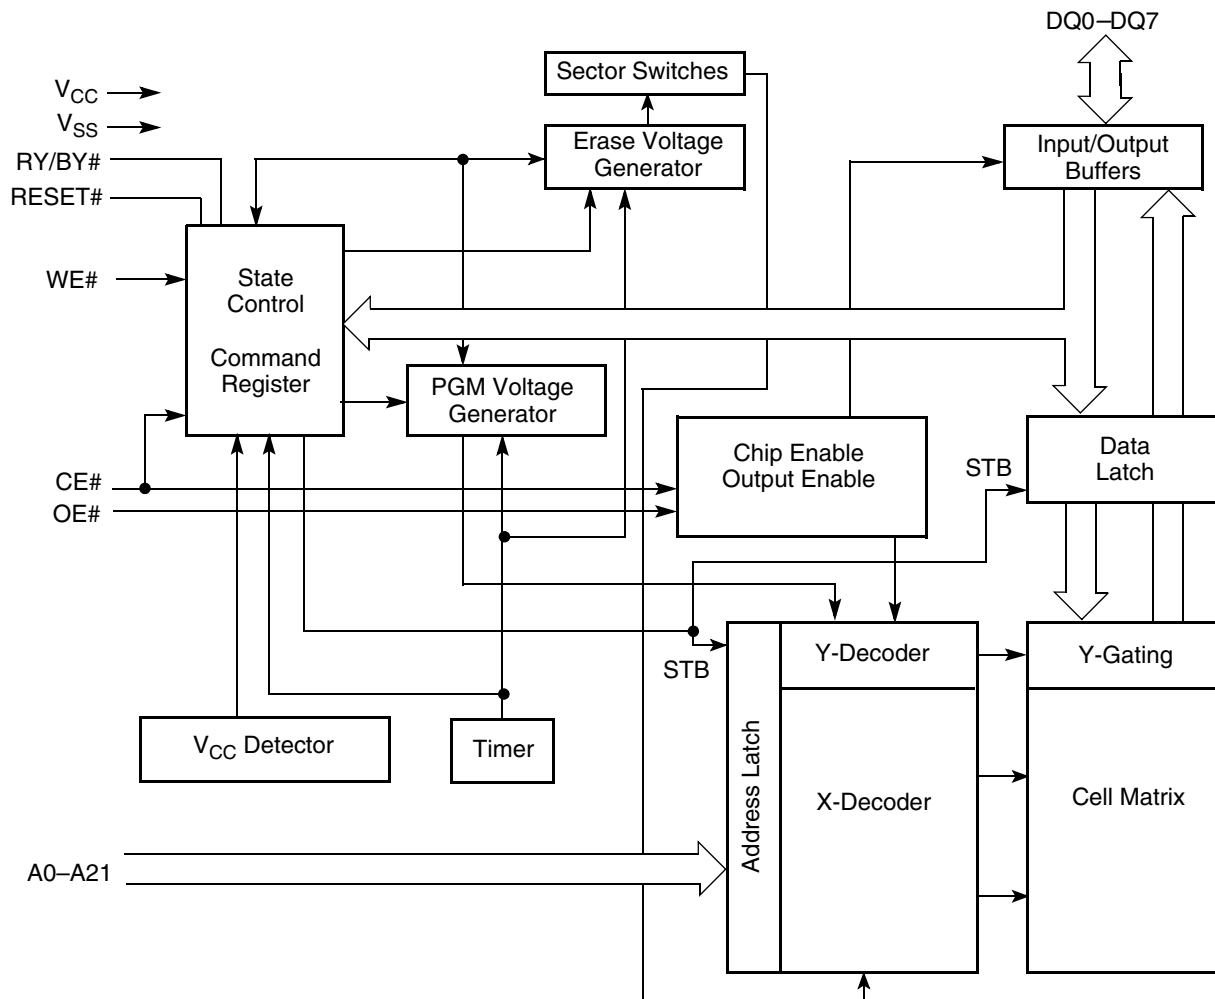 DQ0–DQ7
Sector Switches
VCC
VSS
RY/BY#
RESET#
Erase Voltage
Generator
Input/Output
Buffers
WE#
State
Control
Command
Register
PGM Voltage
Generator
Chip Enable
Output Enable
STB
Data
Latch
CE#
OE#
STB
Y-Decoder
Y-Gating
VCC Detector
Timer
Address Latch
X-Decoder
Cell Matrix
A0–A21